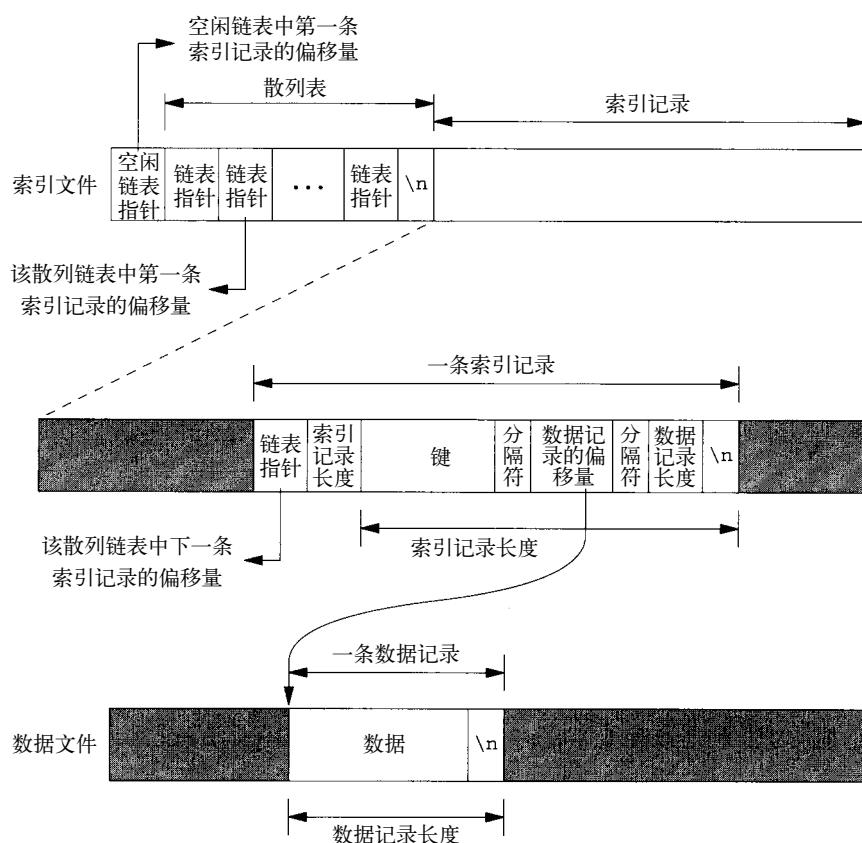 空闲链表中第一条
索引记录的偏移量
散列表
索引记录
索引文件
空闲
链表
指针
链表
指针
链表
指针
...
链表
指针
\n
该散列链表中第一条
索引记录的偏移量
一条索引记录
链表
指针
索引
记录
长度
键
分
隔
符
数据记
录的偏
移量
分
隔
符
数据
记录
长度
\n
该散列链表中下一条
索引记录的偏移量
索引记录长度
一条数据记录
数据文件
数据
\n
数据记录长度